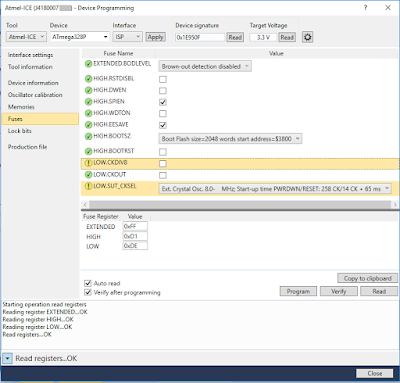 Atmel-ICE (J4180007 ) - Device Programming
Tool Device Interface Device signature Target Voltage
Atmel-ICE ATmega328P ISP Apply 0x1E950F Read 3.3 V Read
Interface settings
Tool information
Device information
Oscillator calibration
Memories
Fuses
Lock bits
Production file
Fuse Name Value
EXTENDED.BODLEVEL Brown-out detection disabled
HIGH.RSTDISBL
HIGH.DWEN
HIGH.SPIEN
HIGH.WDTON
HIGH.EESAVE
HIGH.BOOTSZ Boot Flash size=2048 words start address=$3800
HIGH.BOOTRST
LOW.CKDIV8
LOW.CKOUT
LOW.SUT_CKSEL Ext. Crystal Osc. 8.0- MHz; Start-up time PWRDWN/RESET: 258 CK/14 CK + 65 ms
Fuse Register Value
EXTENDED 0xFF
HIGH 0xD1
LOW 0xDE
Copy to clipboard
Auto read
Verify after programming
Program Verify Read
Starting operation read registers
Reading register EXTENDED...OK
Reading register HIGH...OK
Reading register LOW...OK
Read registers...OK
Read registers...OK
Close